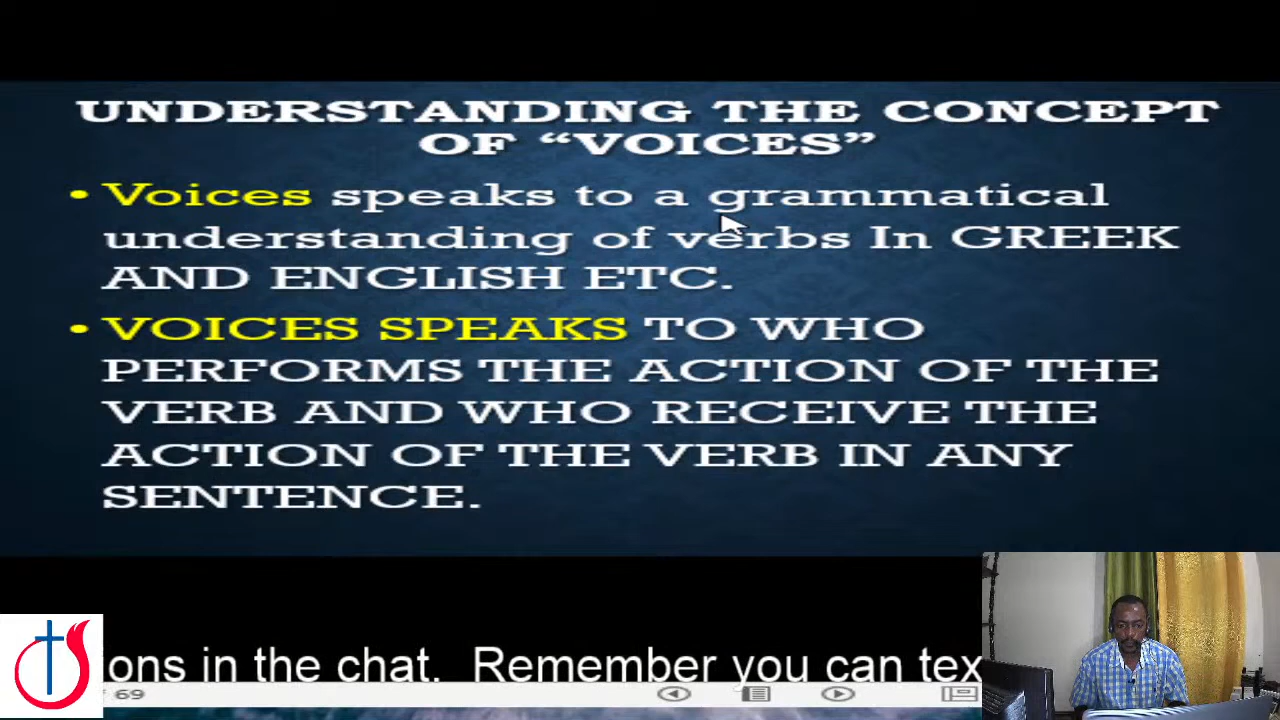 UNDERSTANDING THE CONCEPT
OF “VOICES”
• Voices speaks to a grammatical
understanding of verbs In GREEK
AND ENGLISH ETC.
• VOICES SPEAKS TO WHO
PERFORMS THE ACTION OF THE
VERB AND WHO RECEIVE THE
ACTION OF THE VERB IN ANY
SENTENCE.
ons in the chat. Remember you can tex
69